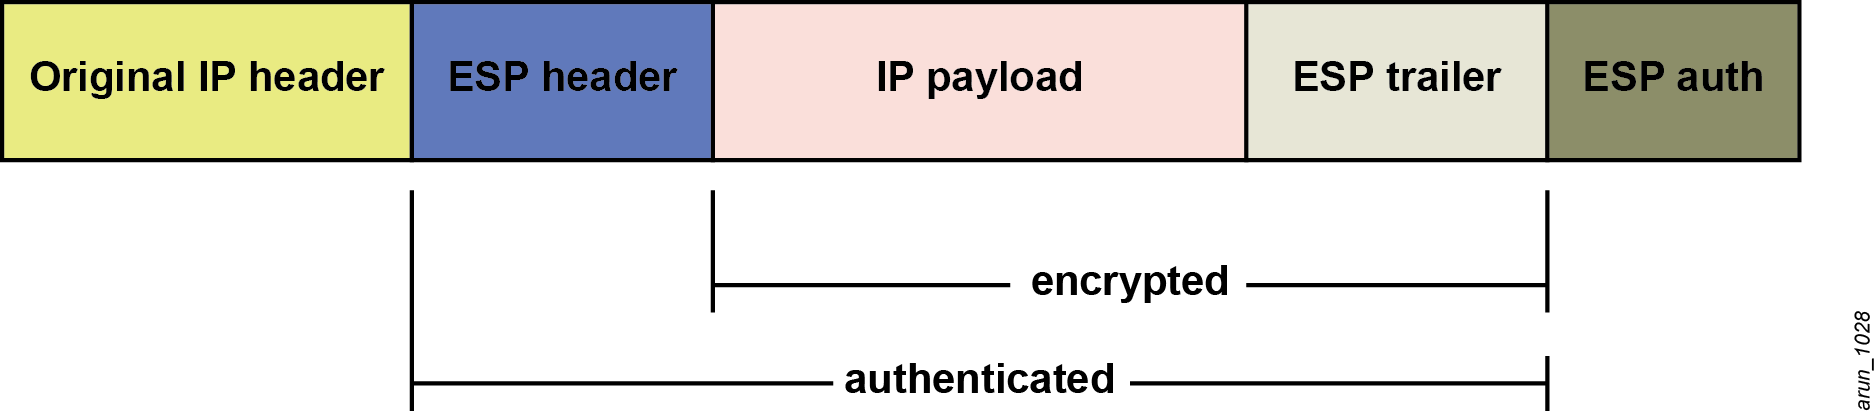 Original IP header
ESP header
IP payload
ESP trailer
ESP auth
encrypted
authenticated
arun_1028